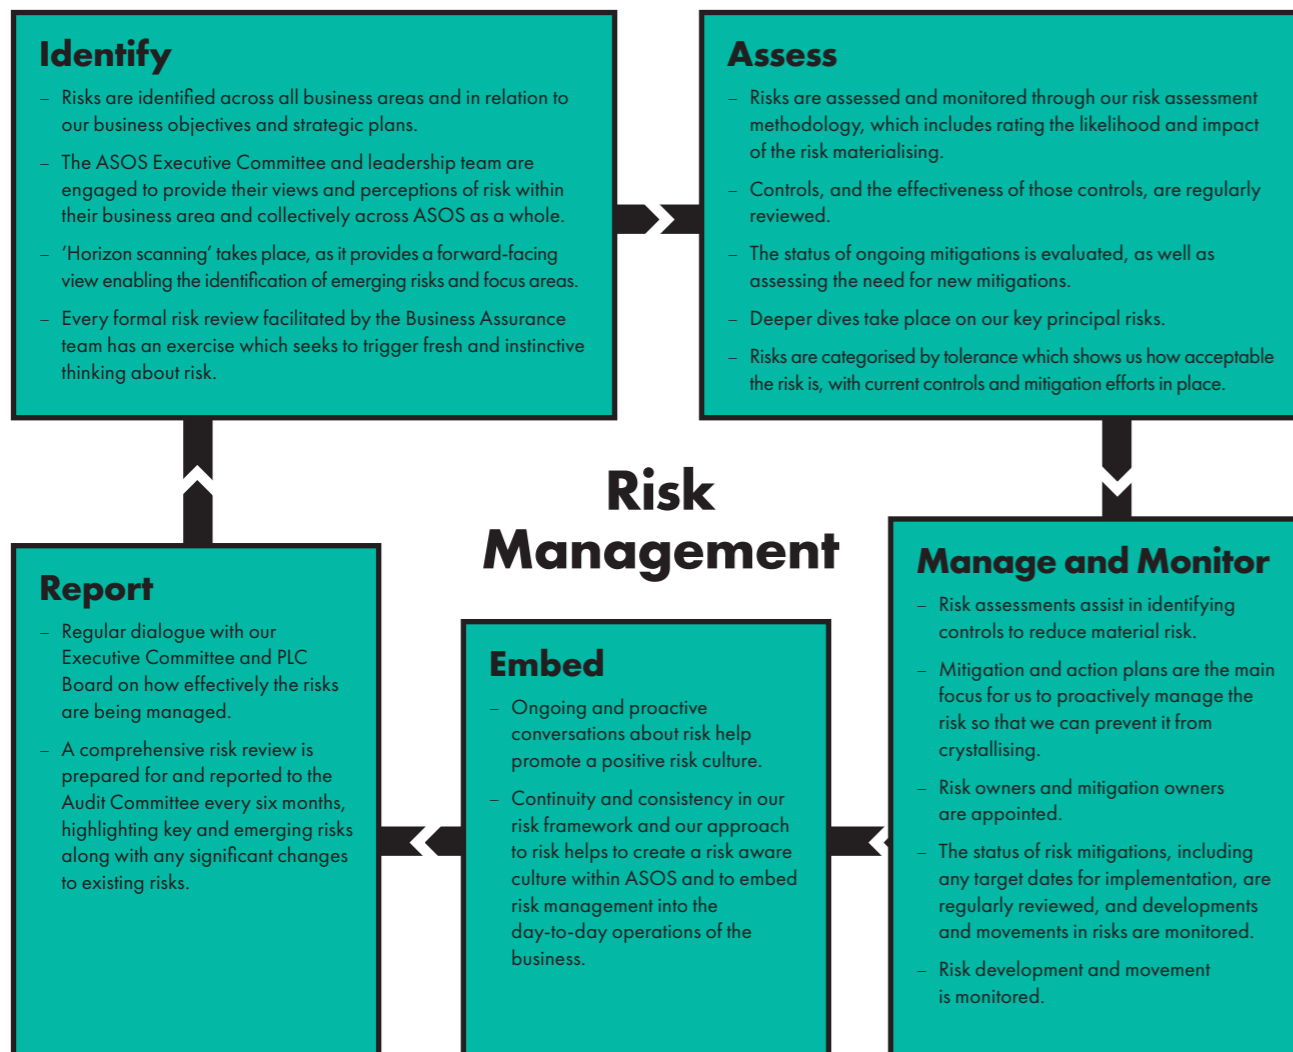 Identify
– Risks are identified across all business areas and in relation to
our business objectives and strategic plans.
– The ASOS Executive Committee and leadership team are
engaged to provide their views and perceptions of risk within
their business area and collectively across ASOS as a whole.
– ‘Horizon scanning’ takes place, as it provides a forward-facing
view enabling the identification of emerging risks and focus areas.
– Every formal risk review facilitated by the Business Assurance
team has an exercise which seeks to trigger fresh and instinctive
thinking about risk.
Assess
– Risks are assessed and monitored through our risk assessment
methodology, which includes rating the likelihood and impact
of the risk materialising.
– Controls, and the effectiveness of those controls, are regularly
reviewed.
– The status of ongoing mitigations is evaluated, as well as
assessing the need for new mitigations.
– Deeper dives take place on our key principal risks.
– Risks are categorised by tolerance which shows us how acceptable
the risk is, with current controls and mitigation efforts in place.
Risk
Management
Manage and Monitor
– Risk assessments assist in identifying
controls to reduce material risk.
– Mitigation and action plans are the main
focus for us to proactively manage the
risk so that we can prevent it from
crystallising.
– Risk owners and mitigation owners
are appointed.
– The status of risk mitigations, including
any target dates for implementation, are
regularly reviewed, and developments
and movements in risks are monitored.
– Risk development and movement
is monitored.
Embed
– Ongoing and proactive
conversations about risk help
promote a positive risk culture.
– Continuity and consistency in our
risk framework and our approach
to risk helps to create a risk aware
culture within ASOS and to embed
risk management into the
day-to-day operations of the
business.
Report
– Regular dialogue with our
Executive Committee and PLC
Board on how effectively the risks
are being managed.
– A comprehensive risk review is
prepared for and reported to the
Audit Committee every six months,
highlighting key and emerging risks
along with any significant changes
to existing risks.